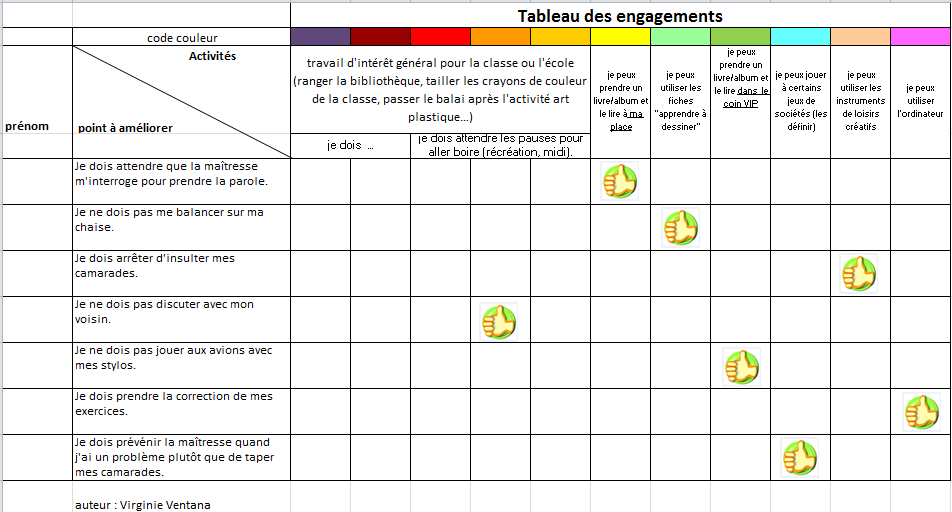 Tableau des engagements
code couleur
Activités
prénom
point à améliorer
travail d'intérêt général pour la classe ou l'école
(ranger la bibliothèque, tailler les crayons de couleur
de la classe, passer le balai après l'activité art
plastique...)
je dois ...
je dois attendre les pauses pour
aller boire (récréation, midi).
je peux
prendre un
livre/album et
le lire à ma
place
je peux
utiliser les
fiches
"apprendre à
dessiner"
je peux
prendre un
livre/album et
le lire dans le
coin VIP
je peux jouer
à certains
jeux de
sociétés (les
définir)
je peux
utiliser les
instruments
de loisirs
créatifs
je peux
utiliser
l'ordinateur
Je dois attendre que la maîtresse
m'interroge pour prendre la parole.
Je ne dois pas me balancer sur ma
chaise.
Je dois arrêter d'insulter mes
camarades.
Je ne dois pas discuter avec mon
voisin.
Je ne dois pas jouer aux avions avec
mes stylos.
Je dois prendre la correction de mes
exercices.
Je dois prévénir la maîtresse quand
j'ai un problème plutôt que de taper
mes camarades.
auteur : Virginie Ventana